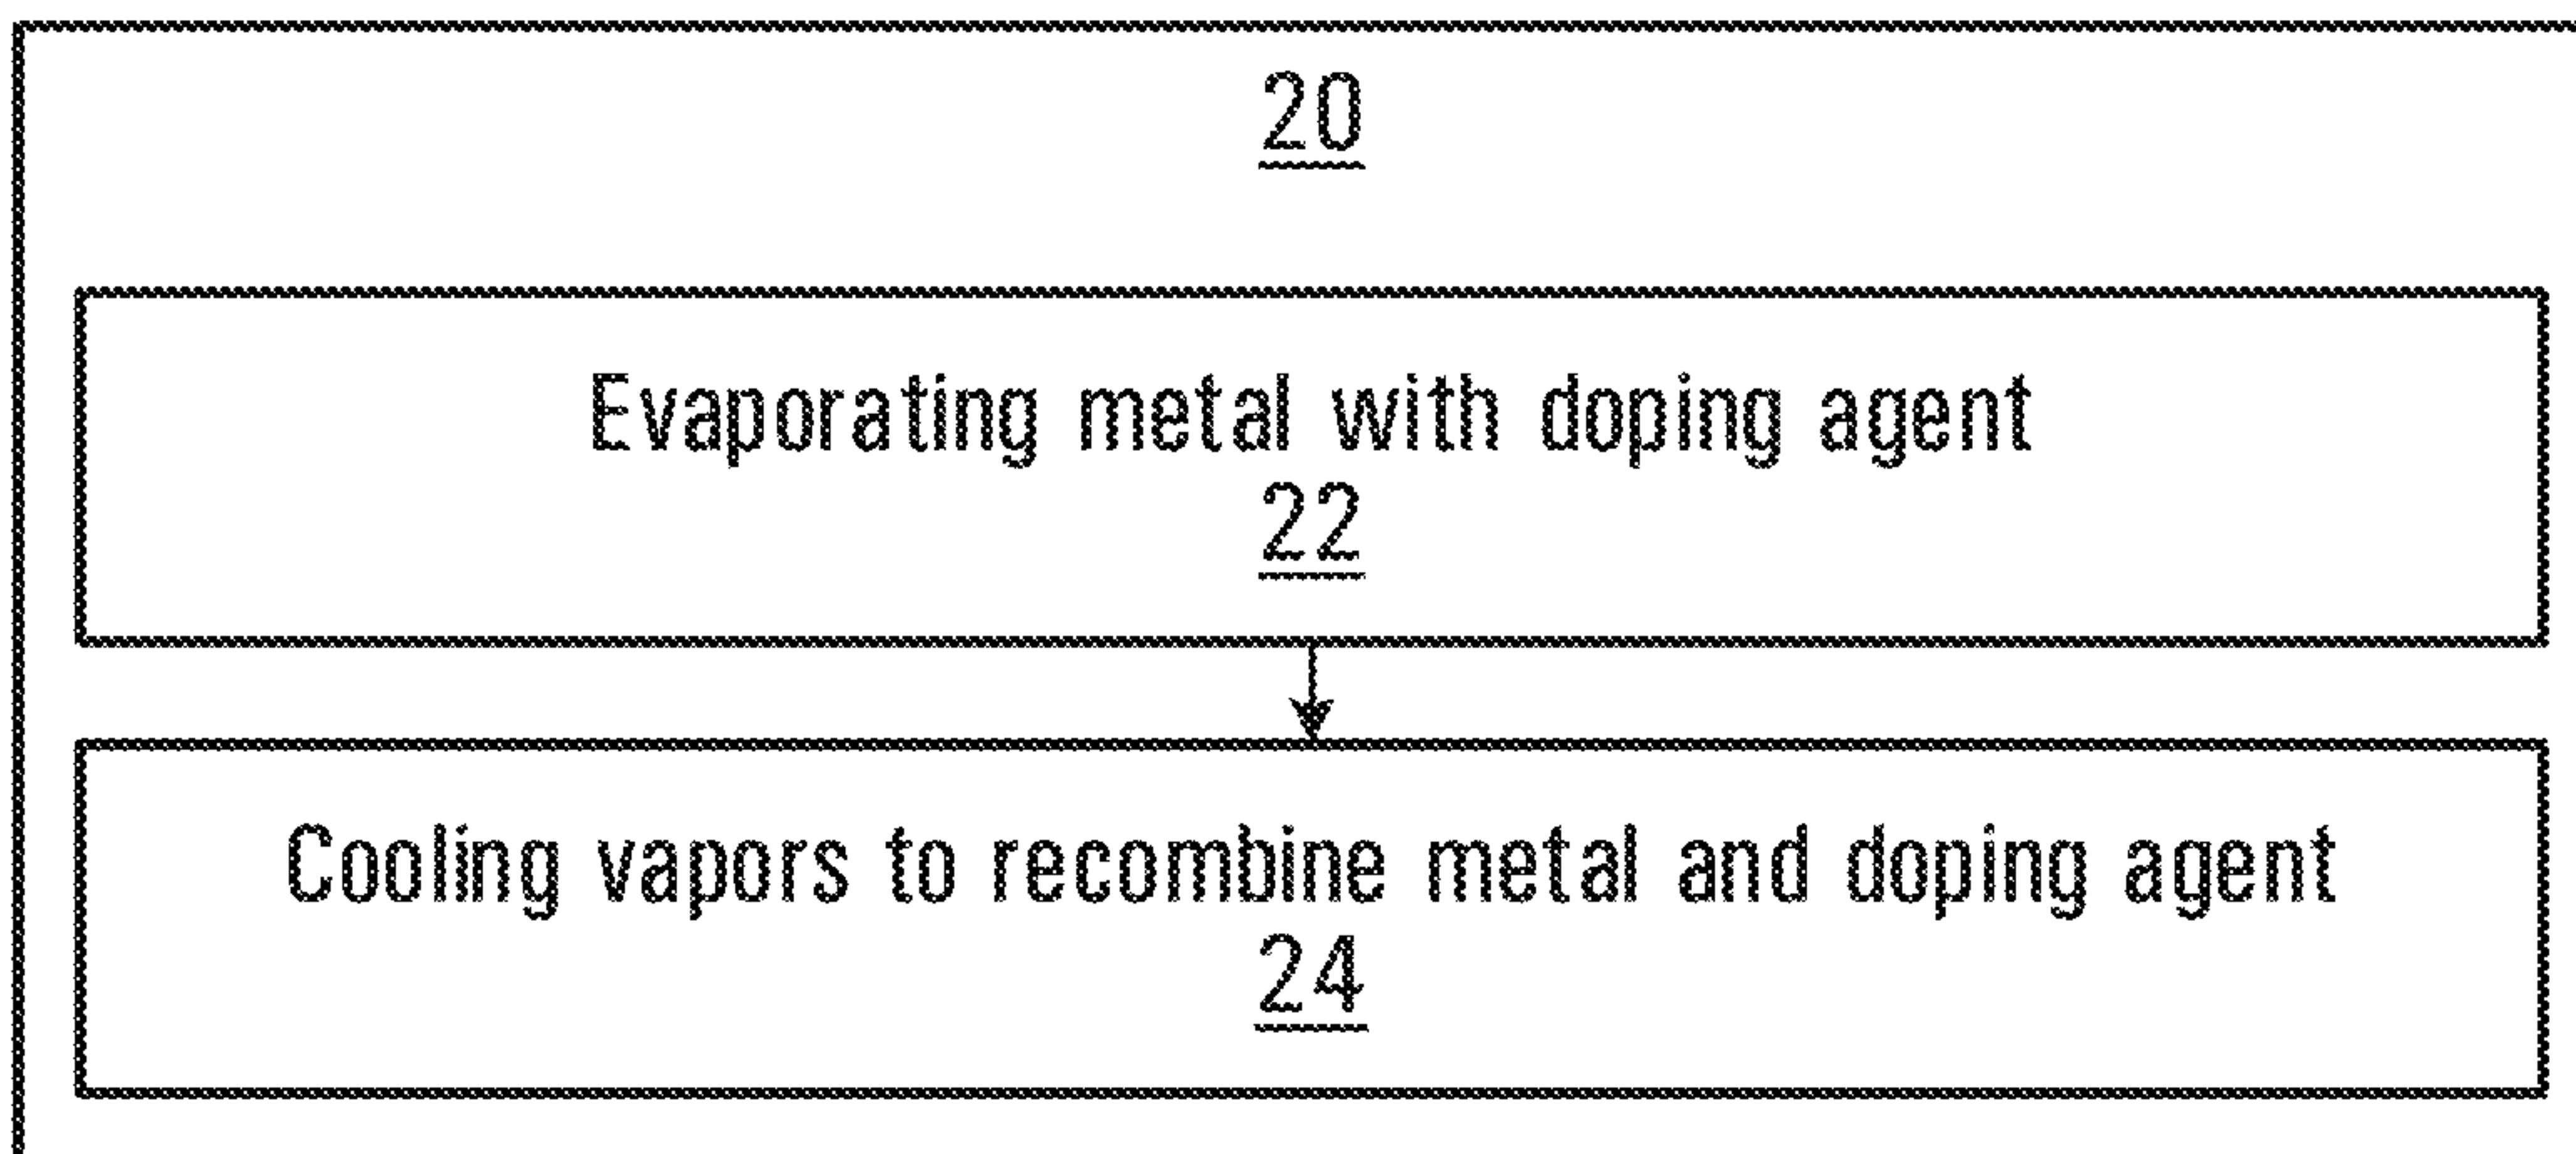 20
Evaporating metal with doping agent
22
Cooling vapors to recombine metal and doping agent
24